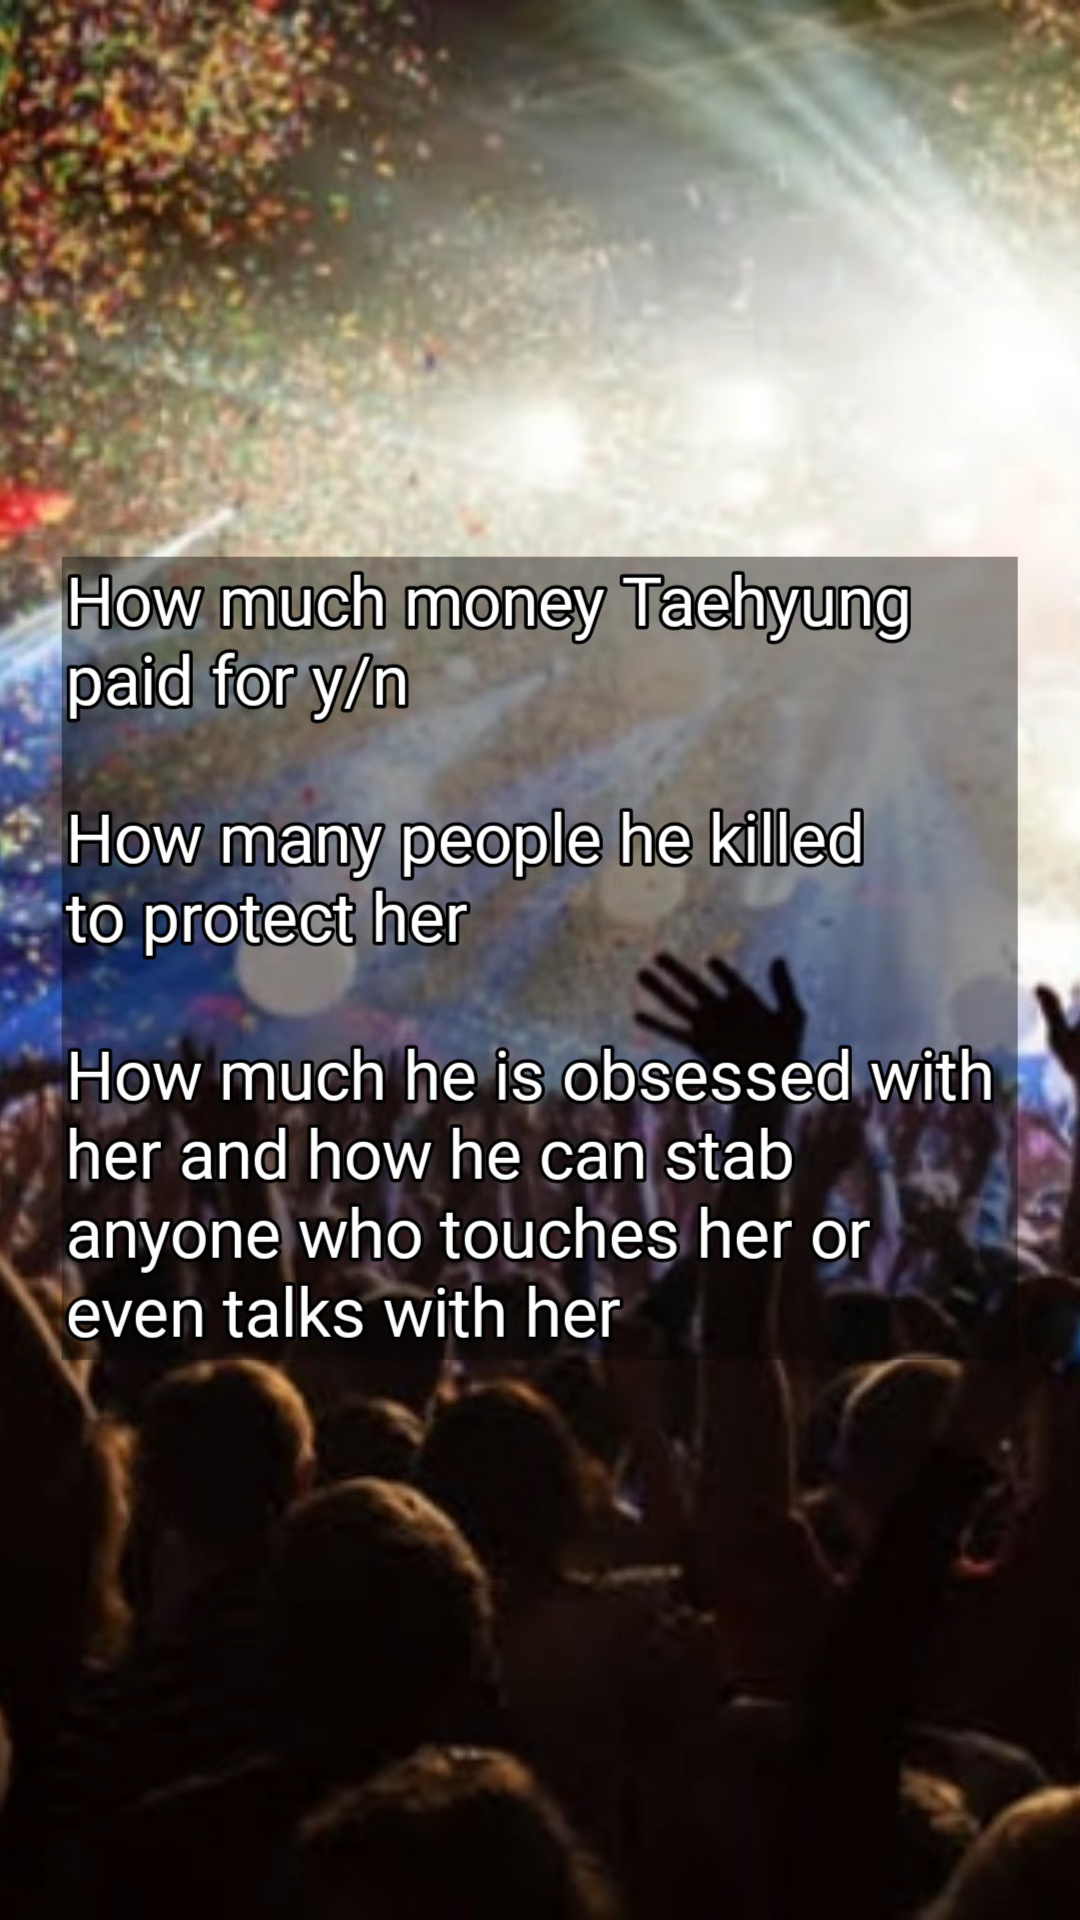 How much money Taehyung
paid for y/n
How many people he killed
to protect her
How much he is obsessed with
her and how he can stab
anyone who touches her or
even talks with her